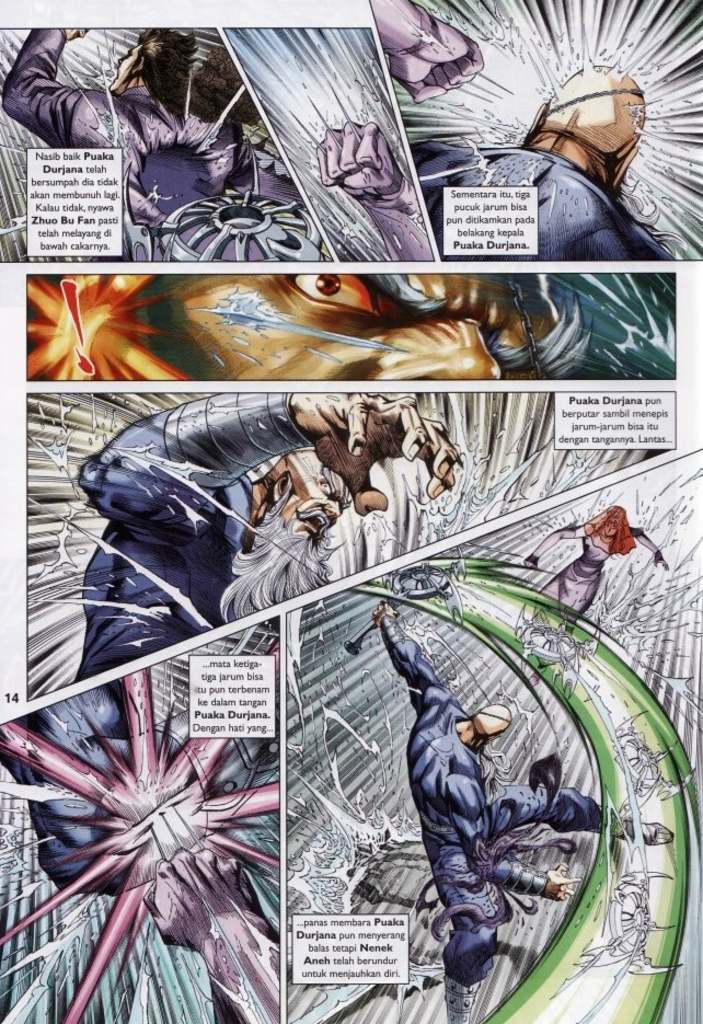 Nasib baik Puaka
Durjana telah
bersumpah dia tidak
akan membunuh lagi.
Kalau tidak, nyawa
Zhuo Bu Fan pasti
telah melayang di
bawah cakarnya.
Sementara itu, tiga
pucuk jarum bisa
pun ditikamkan pada
belakang kepala
Puaka Durjana.
!
Puaka Durjana pun
berputar sambil menepis
jarum-jarum bisa itu
dengan tangannya. Lantas...
...mata ketiga-
tiga jarum bisa
itu pun terbenam
ke dalam tangan
Puaka Durjana.
Dengan hati yang...
...panas membara Puaka
Durjana pun menyerang
balas tetapi Nenek
Aneh telah berundur
untuk menjauhkan diri.
14